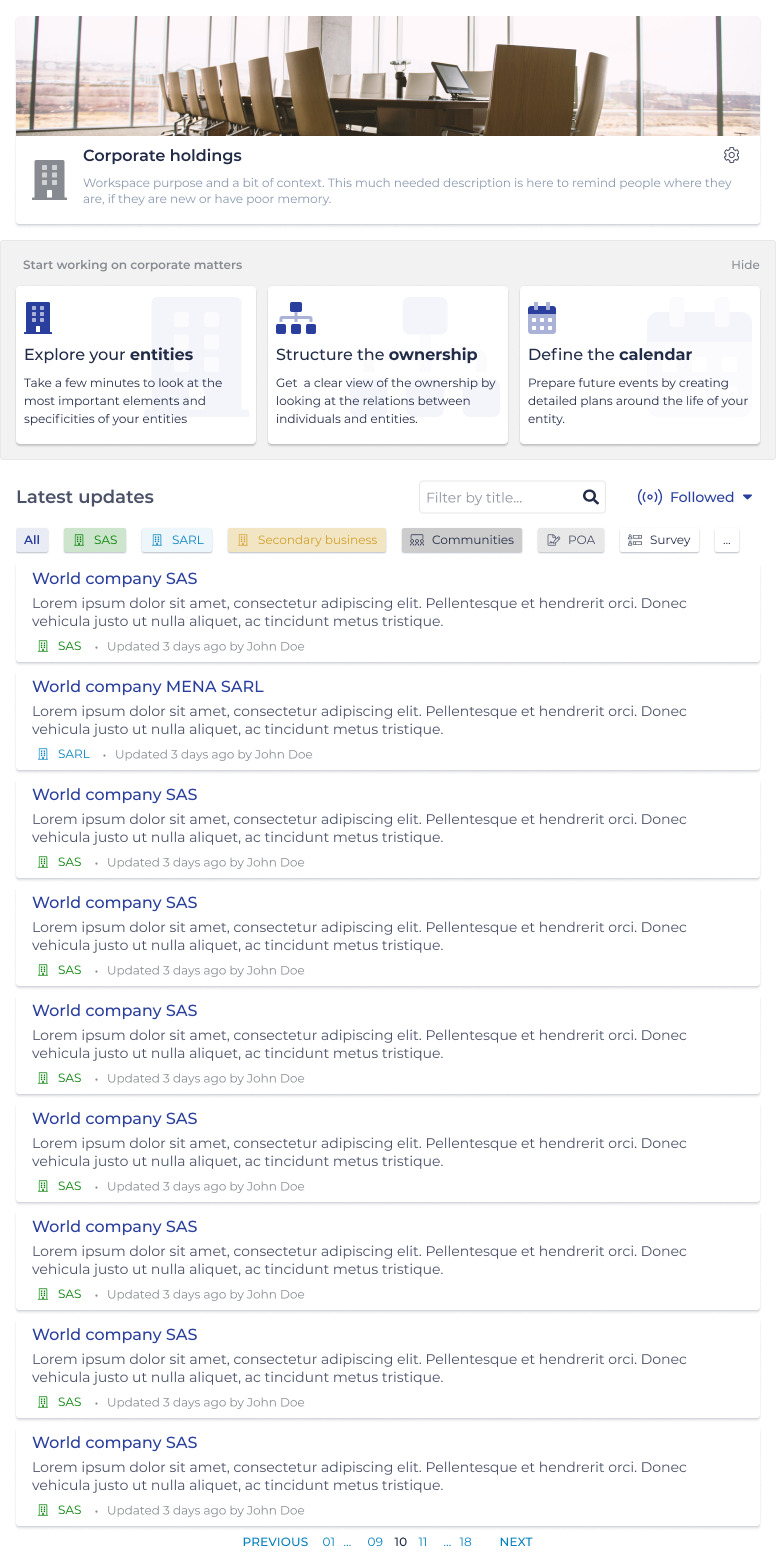 Corporate holdings
Workspace purpose and a bit of context. This much needed description is here to remind people where they
are, if they are new or have poor memory.
Start working on corporate matters
Hide
Explore your entities
Take a few minutes to look at the
most important elements and
specificities of your entities
Structure the ownership
Get  a clear view of the ownership by
looking at the relations between
individuals and entities.
Define the calendar
Prepare future events by creating
detailed plans around the life of your
entity.
Latest updates
Filter by title...
Followed
All
SAS
SARL
Secondary business
Communities
POA
Survey
...
World company SAS
Lorem ipsum dolor sit amet, consectetur adipiscing elit. Pellentesque et hendrerit orci. Donec
vehicula justo ut nulla aliquet, ac tincidunt metus tristique.
SAS • Updated 3 days ago by John Doe
World company MENA SARL
Lorem ipsum dolor sit amet, consectetur adipiscing elit. Pellentesque et hendrerit orci. Donec
vehicula justo ut nulla aliquet, ac tincidunt metus tristique.
SARL • Updated 3 days ago by John Doe
World company SAS
Lorem ipsum dolor sit amet, consectetur adipiscing elit. Pellentesque et hendrerit orci. Donec
vehicula justo ut nulla aliquet, ac tincidunt metus tristique.
SAS • Updated 3 days ago by John Doe
World company SAS
Lorem ipsum dolor sit amet, consectetur adipiscing elit. Pellentesque et hendrerit orci. Donec
vehicula justo ut nulla aliquet, ac tincidunt metus tristique.
SAS • Updated 3 days ago by John Doe
World company SAS
Lorem ipsum dolor sit amet, consectetur adipiscing elit. Pellentesque et hendrerit orci. Donec
vehicula justo ut nulla aliquet, ac tincidunt metus tristique.
SAS • Updated 3 days ago by John Doe
World company SAS
Lorem ipsum dolor sit amet, consectetur adipiscing elit. Pellentesque et hendrerit orci. Donec
vehicula justo ut nulla aliquet, ac tincidunt metus tristique.
SAS • Updated 3 days ago by John Doe
World company SAS
Lorem ipsum dolor sit amet, consectetur adipiscing elit. Pellentesque et hendrerit orci. Donec
vehicula justo ut nulla aliquet, ac tincidunt metus tristique.
SAS • Updated 3 days ago by John Doe
World company SAS
Lorem ipsum dolor sit amet, consectetur adipiscing elit. Pellentesque et hendrerit orci. Donec
vehicula justo ut nulla aliquet, ac tincidunt metus tristique.
SAS • Updated 3 days ago by John Doe
World company SAS
Lorem ipsum dolor sit amet, consectetur adipiscing elit. Pellentesque et hendrerit orci. Donec
vehicula justo ut nulla aliquet, ac tincidunt metus tristique.
SAS • Updated 3 days ago by John Doe
PREVIOUS 01 ... 09 10 11 ... 18 NEXT